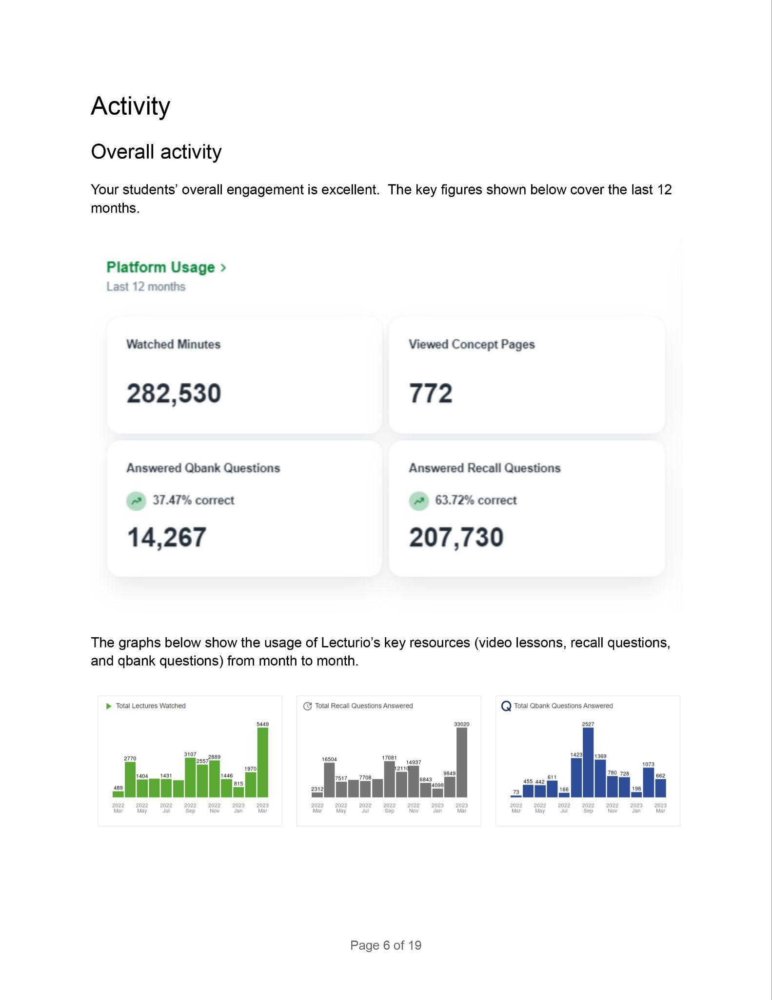 Activity
Overall activity
Your students’ overall engagement is excellent.  The key figures shown below cover the last 12
months.
Platform Usage >
Last 12 months
Watched Minutes
282,530
Viewed Concept Pages
772
Answered Qbank Questions
37.47% correct
14,267
Answered Recall Questions
63.72% correct
207,730
The graphs below show the usage of Lecturio’s key resources (video lessons, recall questions,
and qbank questions) from month to month.
Total Lectures Watched
489 2770 1404 1431 3107 2557 2889 1446 815 1970 5449
2022 2022 2022 2022 2022 2023 2023
Mar May Jul Sep Nov Jan Mar
Total Recall Questions Answered
2312 16504 7517 7708 17081 12110 14937 6843 4098 9849 33020
2022 2022 2022 2022 2022 2023 2023
Mar May Jul Sep Nov Jan Mar
Total Qbank Questions Answered
73 455 442 611 166 1423 2527 1369 780 728 198 1073 662
2022 2022 2022 2022 2022 2023 2023
Mar May Jul Sep Nov Jan Mar
Page 6 of 19